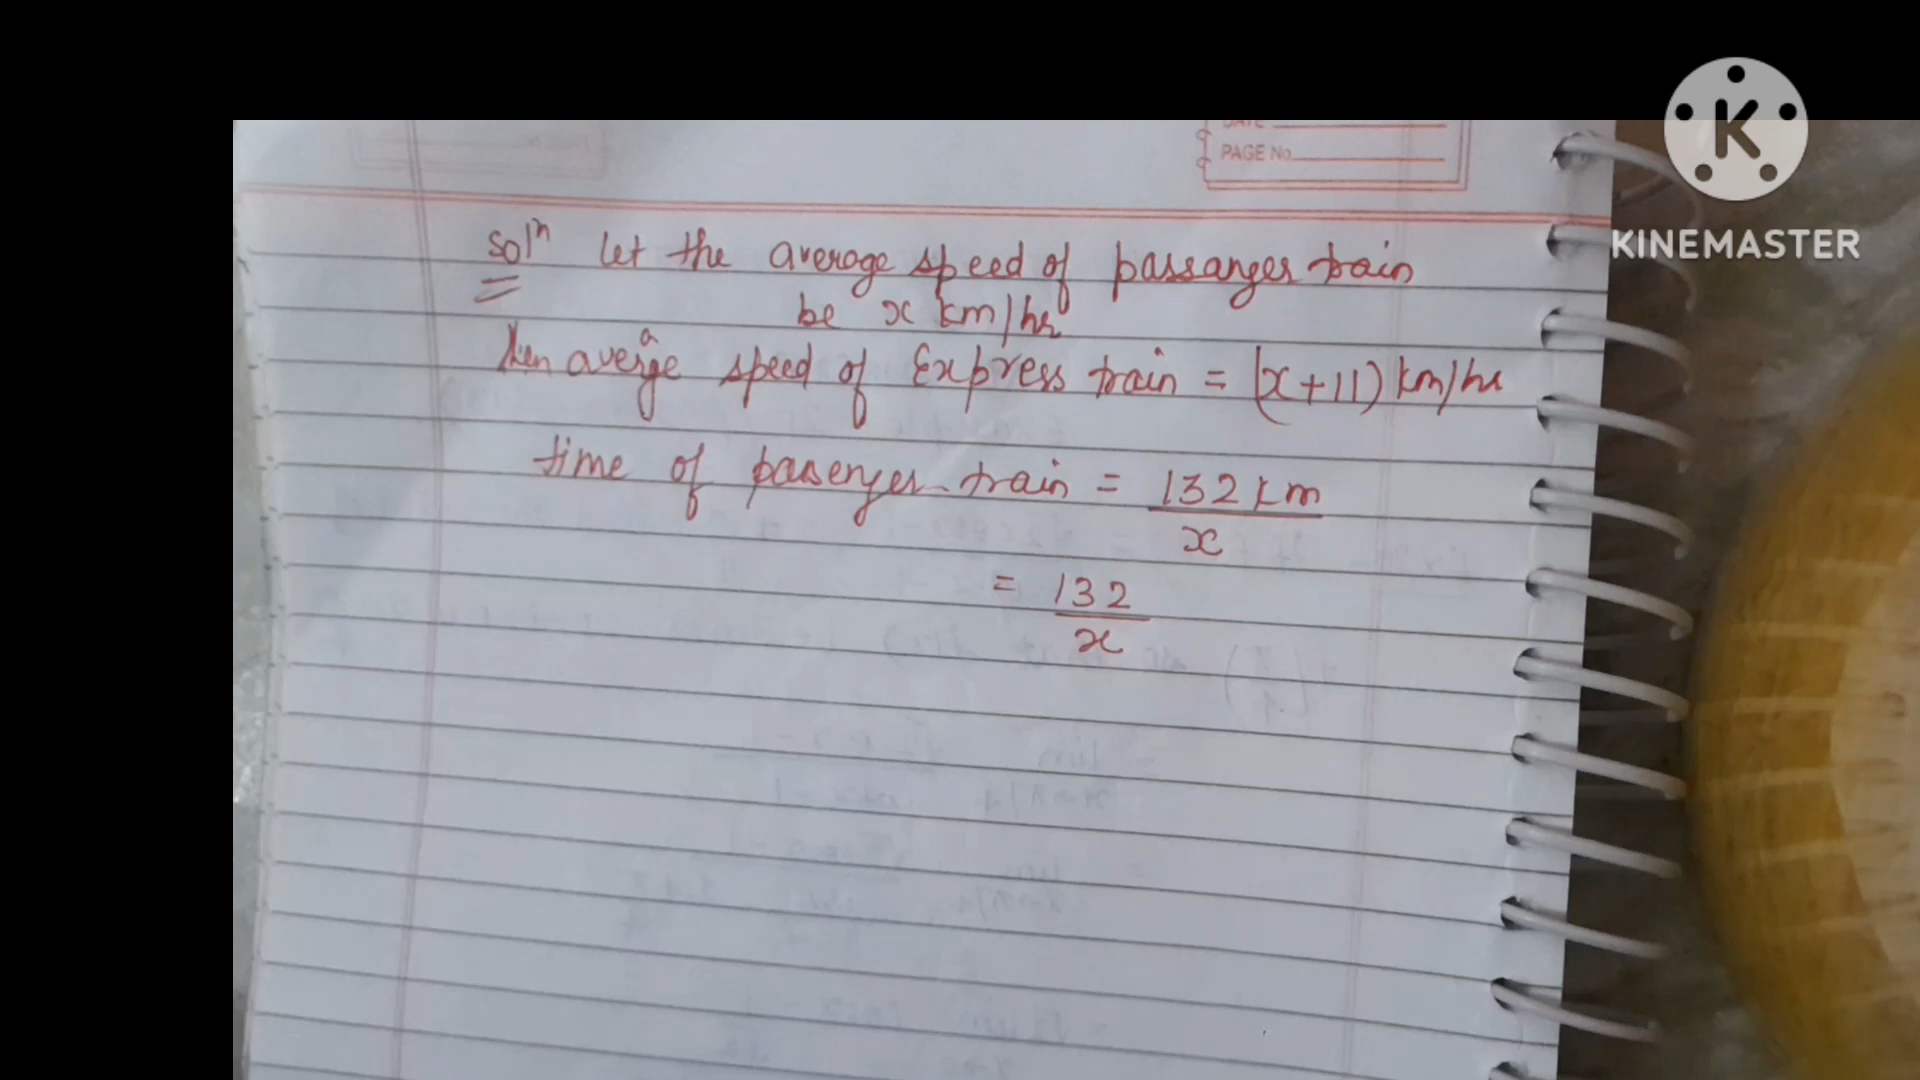 DATE
PAGE No.
KINEMASTER
Solⁿ let the average speed of passanger train
be x km/hr
then average speed of Express train = (x+11) km/hr
time of passenger train = 132 km
x
= 132
x